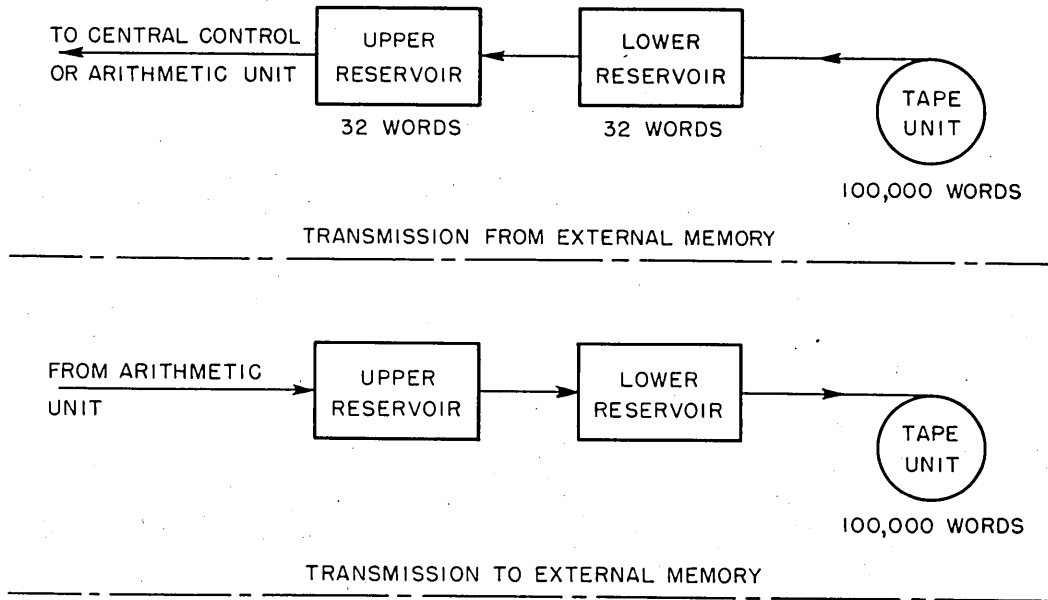 TO CENTRAL CONTROL
OR ARITHMETIC UNIT
UPPER
RESERVOIR
32 WORDS
LOWER
RESERVOIR
32 WORDS
TAPE
UNIT
100,000 WORDS
TRANSMISSION FROM EXTERNAL MEMORY
FROM ARITHMETIC
UNIT
UPPER
RESERVOIR
LOWER
RESERVOIR
TAPE
UNIT
100,000 WORDS
TRANSMISSION TO EXTERNAL MEMORY